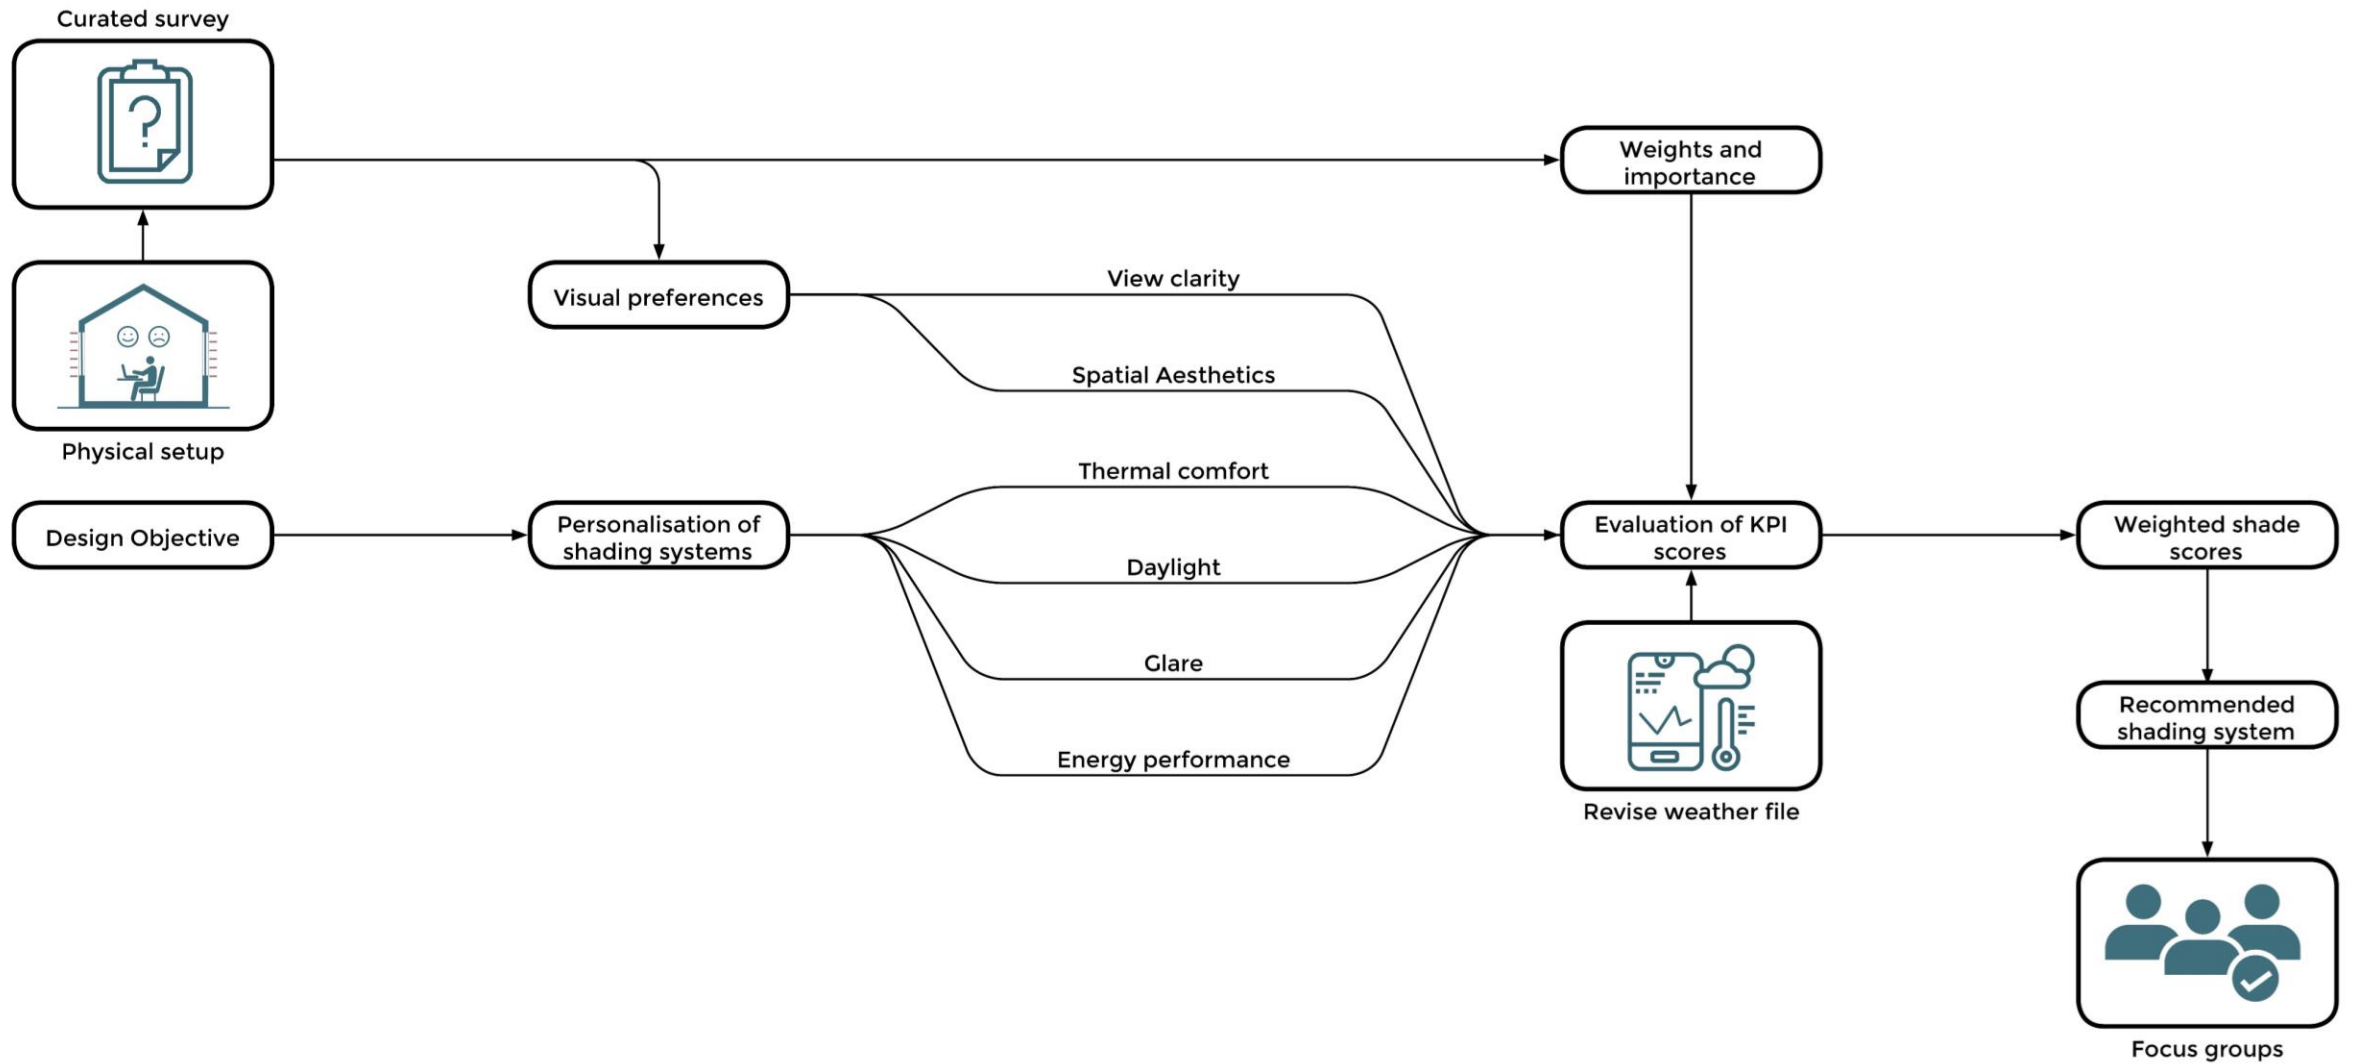 Curated survey
?
Weights and
importance
Visual preferences
View clarity
Spatial Aesthetics
Physical setup
Thermal comfort
Design Objective
Personalisation of
shading systems
Evaluation of KPI
scores
Weighted shade
scores
Daylight
Glare
Energy performance
Revise weather file
Recommended
shading system
Focus groups